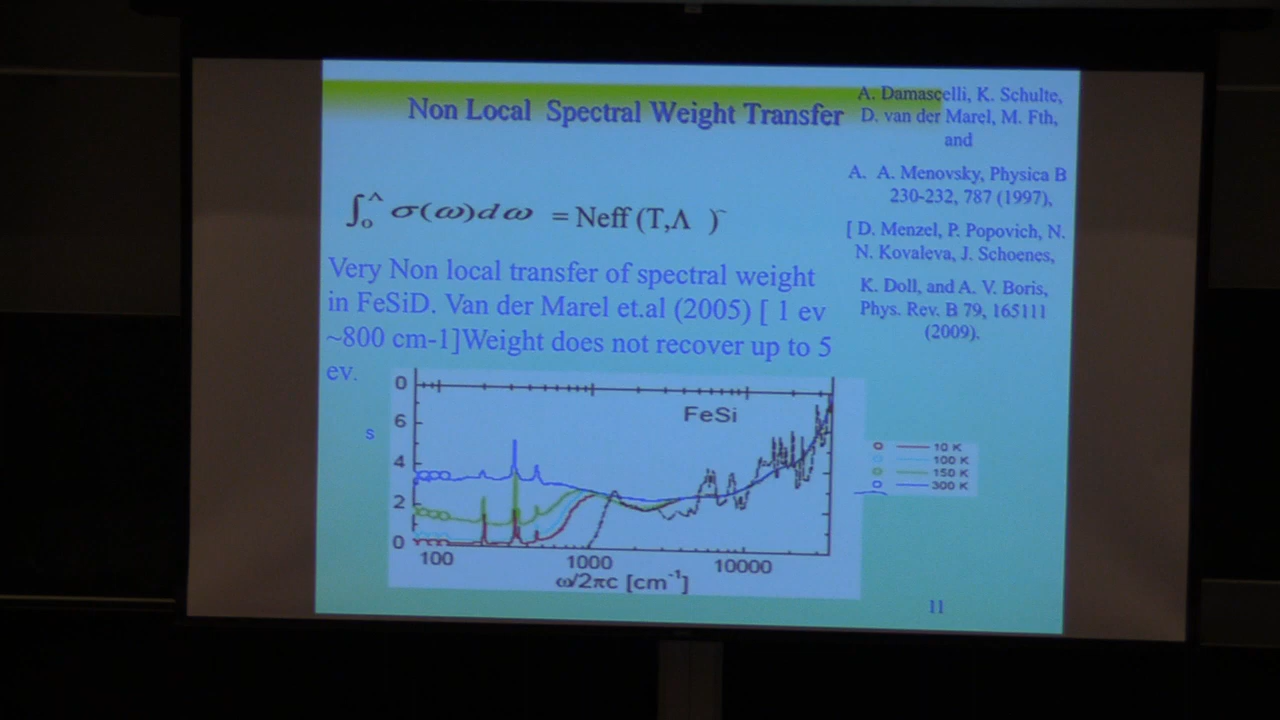 Non Local Spectral Weight Transfer
A. Damascelli, K. Schulte,
D. van der Marel, M. Fth,
and
A. A. Menovsky, Physica B
230-232, 787 (1997),
[ D. Menzel, P. Popovich, N.
N. Kovaleva, J. Schoenes,
K. Doll, and A. V. Boris,
Phys. Rev. B 79, 165111
(2009).
∫₀^Λ σ(ω)dω = Neff (T,Λ )
Very Non local transfer of spectral weight
in FeSiD. Van der Marel et.al (2005) [ 1 ev
~800 cm-1]Weight does not recover up to 5
ev.
s
0
6
4
2
0
FeSi
100
1000
10000
ω/2πc [cm⁻¹]
10 K
100 K
150 K
300 K
11